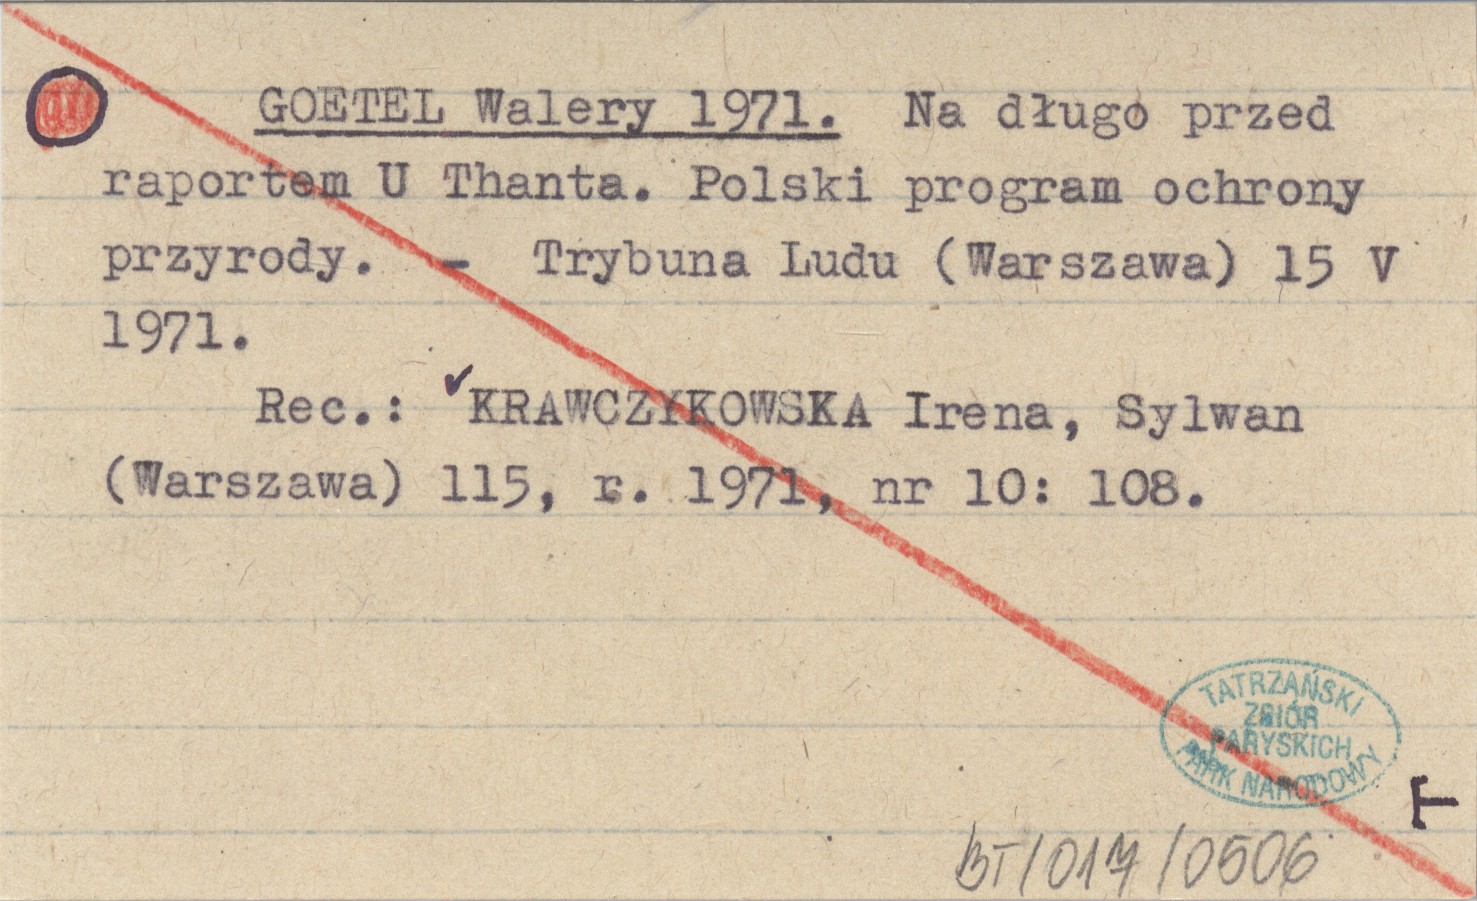 GOETEL Walery 1971. Na długo przed
raportem U Thanta. Polski program ochrony
przyrody. - Trybuna Ludu (Warszawa) 15 V
1971.
Rec.: ✓KRAWCZYKOWSKA Irena, Sylwan
(Warszawa) 115, r. 1971, nr 10: 108.
TATRZAŃSKI
ZBIÓR
PARYSKICH
PARK NARODOWY
T
BT/017/0506